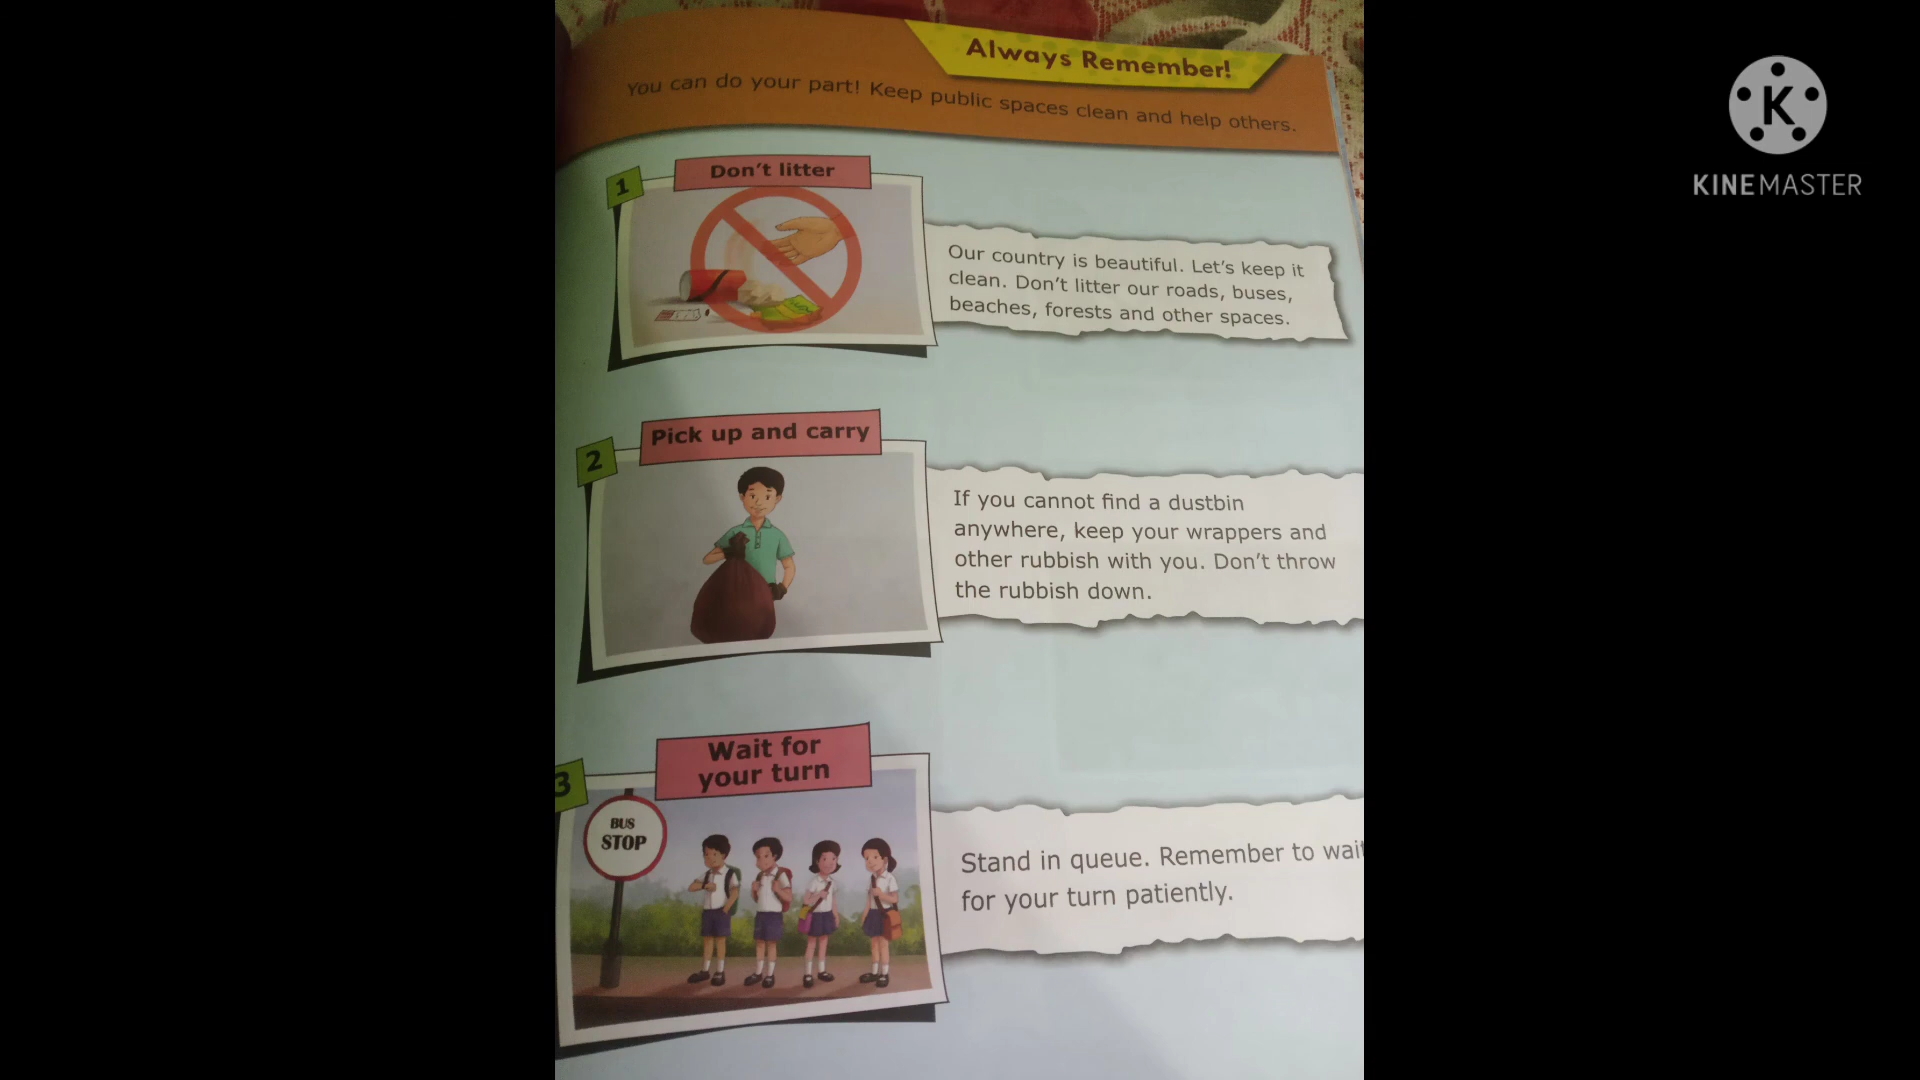 Always Remember!
You can do your part! Keep public spaces clean and help others.
1
Don't litter
Our country is beautiful. Let's keep it
clean. Don't litter our roads, buses,
beaches, forests and other spaces.
2
Pick up and carry
If you cannot find a dustbin
anywhere, keep your wrappers and
other rubbish with you. Don't throw
the rubbish down.
3
Wait for
your turn
BUS
STOP
Stand in queue. Remember to wait
for your turn patiently.
K
KINEMASTER